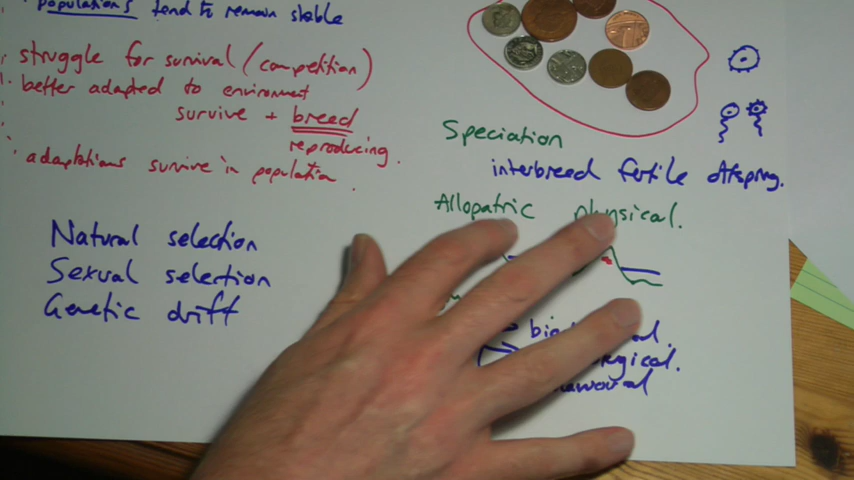 populations tend to remain stable
struggle for survival (competition)
better adapted to environment
survive + breed
reproducing.
adaptations survive in population.
Natural selection
Sexual selection
Genetic drift
Speciation
interbreed fertile offspring.
Allopatric physical.